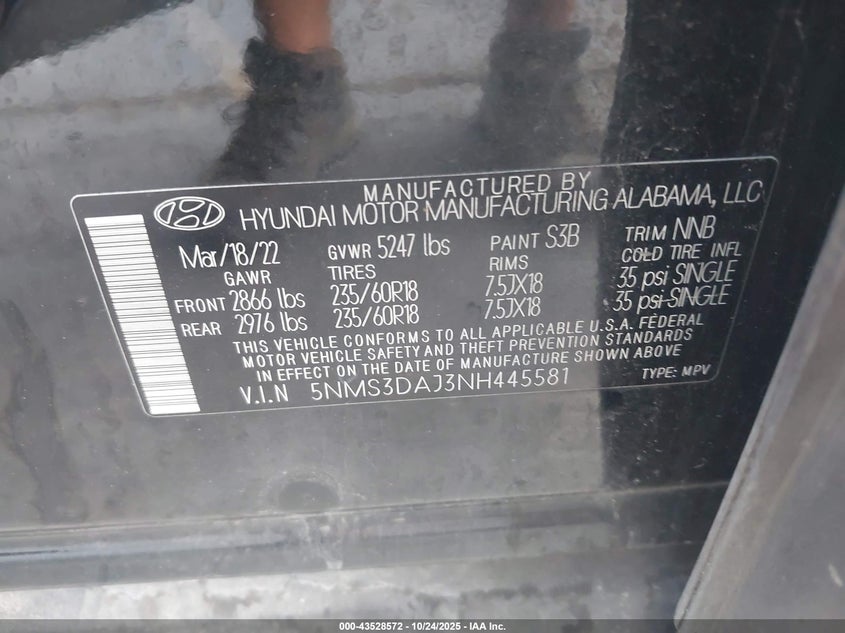 MANUFACTURED BY
HYUNDAI MOTOR MANUFACTURING ALABAMA, LLC
Mar/18/22 GVWR 5247 lbs PAINT S3B TRIM NNB
GAWR TIRES RIMS COLD TIRE INFL
FRONT 2866 lbs 235/60R18 7.5JX18 35 psi SINGLE
REAR 2976 lbs 235/60R18 7.5JX18 35 psi SINGLE
THIS VEHICLE CONFORMS TO ALL APPLICABLE U.S.A. FEDERAL
MOTOR VEHICLE SAFETY AND THEFT PREVENTION STANDARDS
IN EFFECT ON THE DATE OF MANUFACTURE SHOWN ABOVE
V.I.N 5NMS3DAJ3NH445581 TYPE: MPV
000-43528572 - 10/24/2025 - IAA Inc.